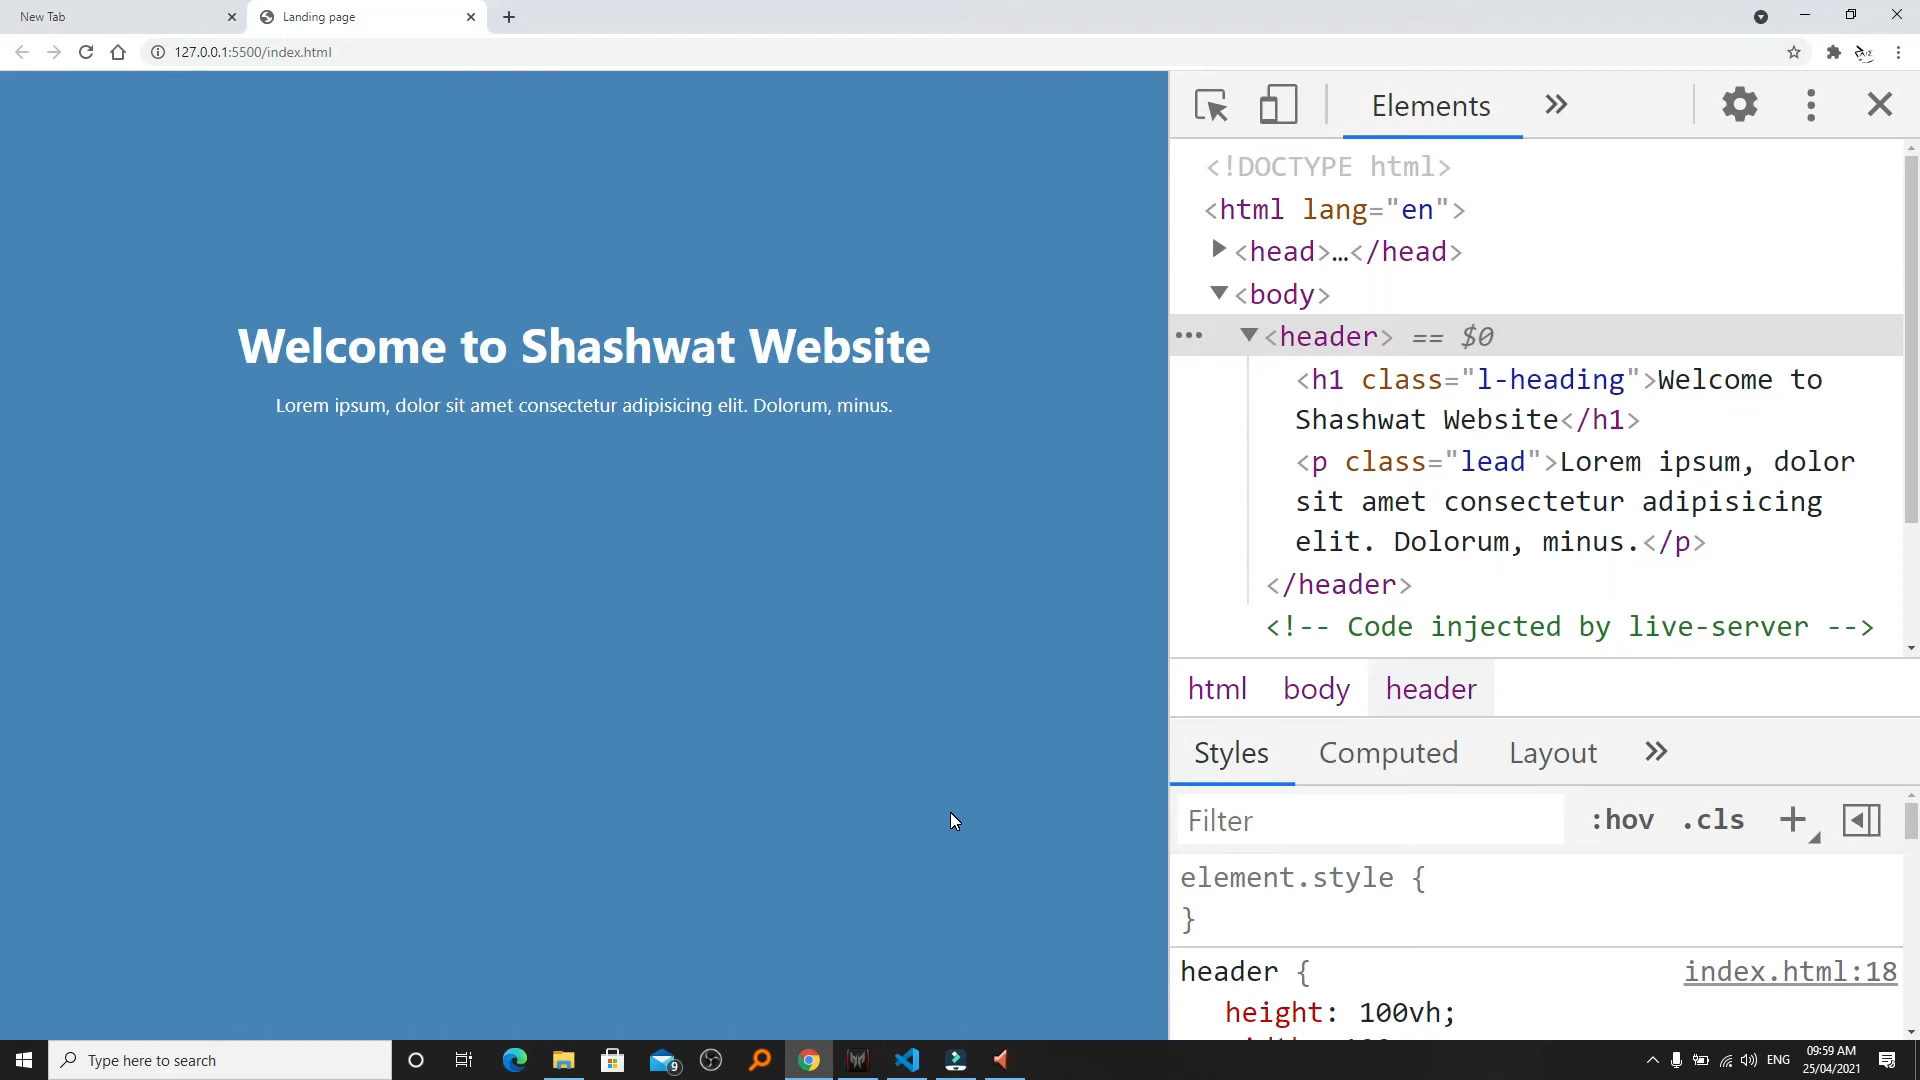 New Tab
Landing page
127.0.0.1:5500/index.html
Welcome to Shashwat Website
Lorem ipsum, dolor sit amet consectetur adipisicing elit. Dolorum, minus.
Elements
<!DOCTYPE html>
<html lang="en">
<head>…</head>
<body>
<header> == $0
<h1 class="l-heading">Welcome to
Shashwat Website</h1>
<p class="lead">Lorem ipsum, dolor
sit amet consectetur adipisicing
elit. Dolorum, minus.</p>
</header>
<!-- Code injected by live-server -->
html body header
Styles Computed Layout
Filter :hov .cls
element.style {
}
header { index.html:18
height: 100vh;
Type here to search
9
ENG
09:59 AM
25/04/2021